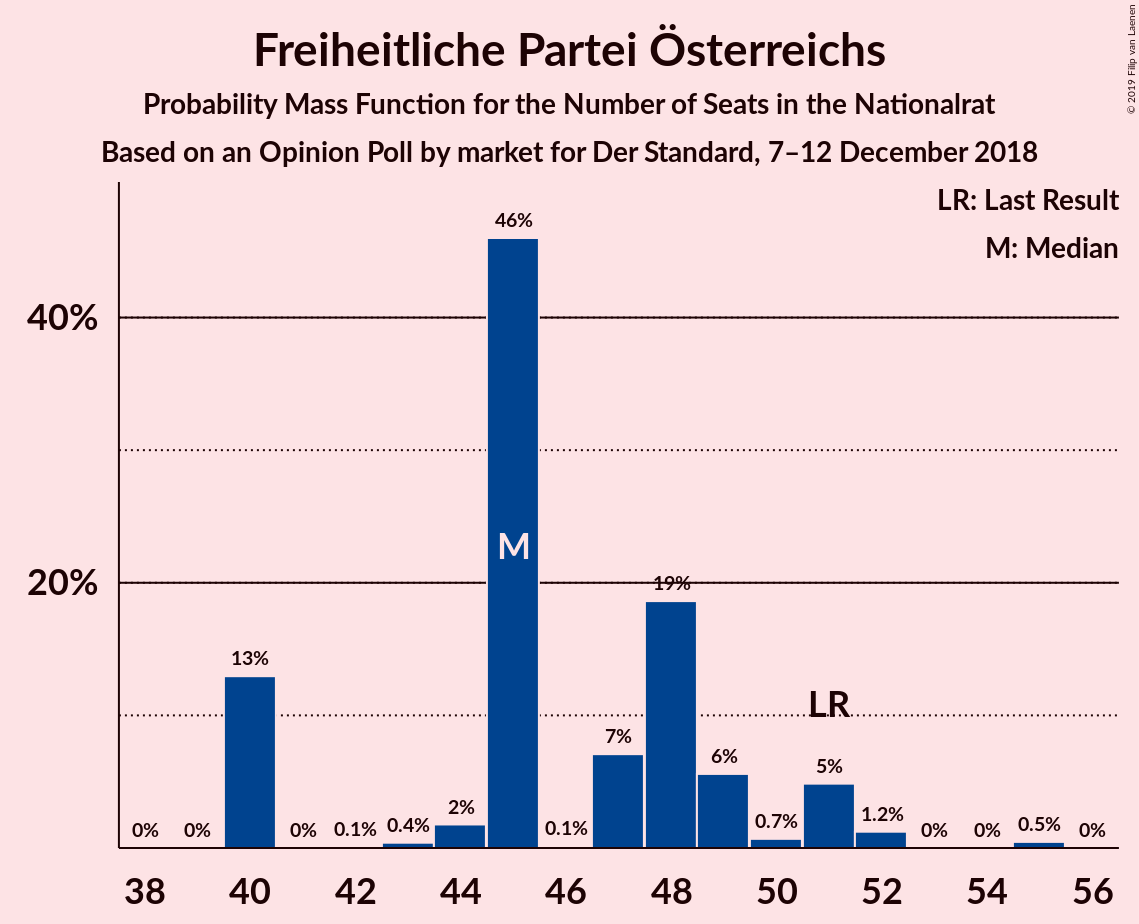 Freiheitliche Partei Österreichs
Probability Mass Function for the Number of Seats in the Nationalrat
Based on an Opinion Poll by market for Der Standard, 7–12 December 2018
© 2019 Filip van Laenen
LR: Last Result
M: Median
40%
20%
0%
0%
13%
0%
0.1%
0.4%
2%
46%
0.1%
7%
19%
6%
0.7%
5%
1.2%
0%
0%
0.5%
0%
M
LR
38 40 42 44 46 48 50 52 54 56